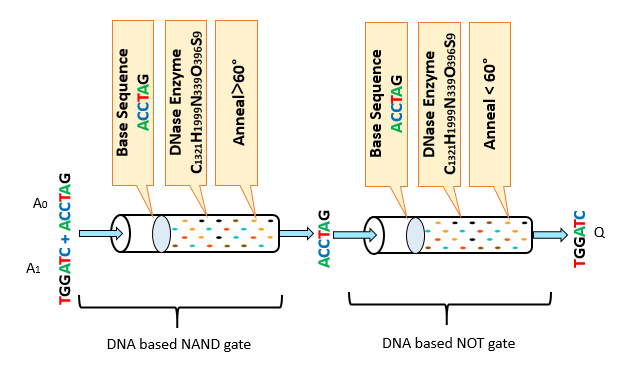 Base Sequence
ACCTAG
DNase Enzyme
C1321H1999N339O396S9
Anneal>60°
Base Sequence
ACCTAG
DNase Enzyme
C1321H1999N339O396S9
Anneal < 60°
A0
A1
TGGATC + ACCTAG
ACCTAG
TGGATC
Q
DNA based NAND gate
DNA based NOT gate